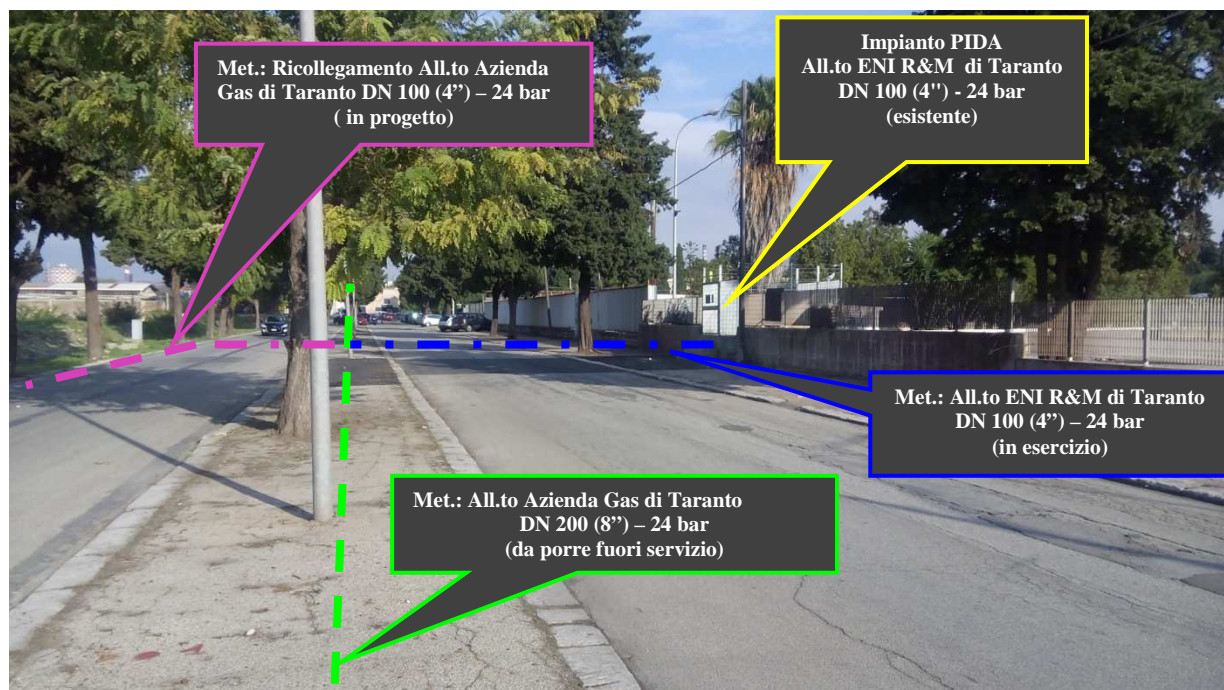 Met.: Ricollegamento All.to Azienda
Gas di Taranto DN 100 (4”) – 24 bar
( in progetto)
Impianto PIDA
All.to ENI R&M di Taranto
DN 100 (4") - 24 bar
(esistente)
Met.: All.to ENI R&M di Taranto
DN 100 (4”) – 24 bar
(in esercizio)
Met.: All.to Azienda Gas di Taranto
DN 200 (8”) – 24 bar
(da porre fuori servizio)